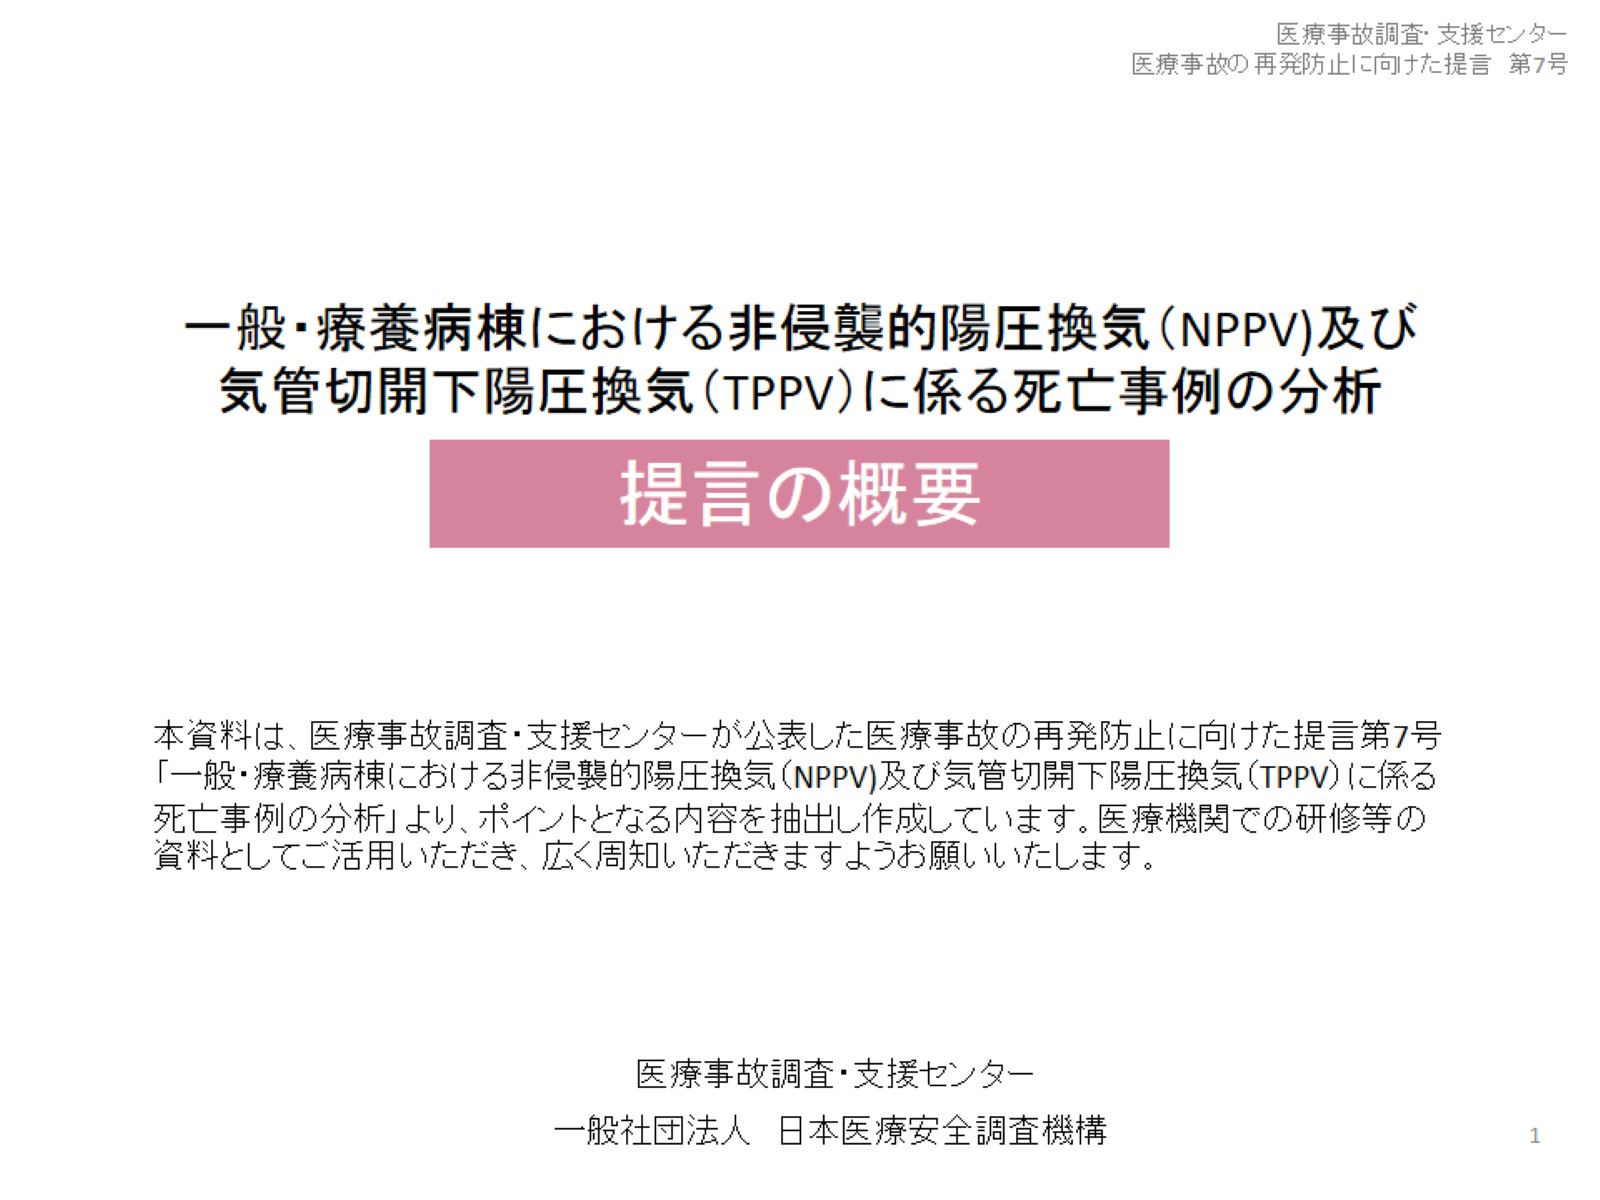 医療事故調査・支援センター
医療事故の再発防止に向けた提言　第7号
一般・療養病棟における非侵襲的陽圧換気（NPPV)及び
気管切開下陽圧換気（TPPV）に係る死亡事例の分析
提言の概要
本資料は、医療事故調査・支援センターが公表した医療事故の再発防止に向けた提言第7号
「一般・療養病棟における非侵襲的陽圧換気（NPPV)及び気管切開下陽圧換気（TPPV）に係る
死亡事例の分析」より、ポイントとなる内容を抽出し作成しています。医療機関での研修等の
資料としてご活用いただき、広く周知いただきますようお願いいたします。
医療事故調査・支援センター
一般社団法人　日本医療安全調査機構
1